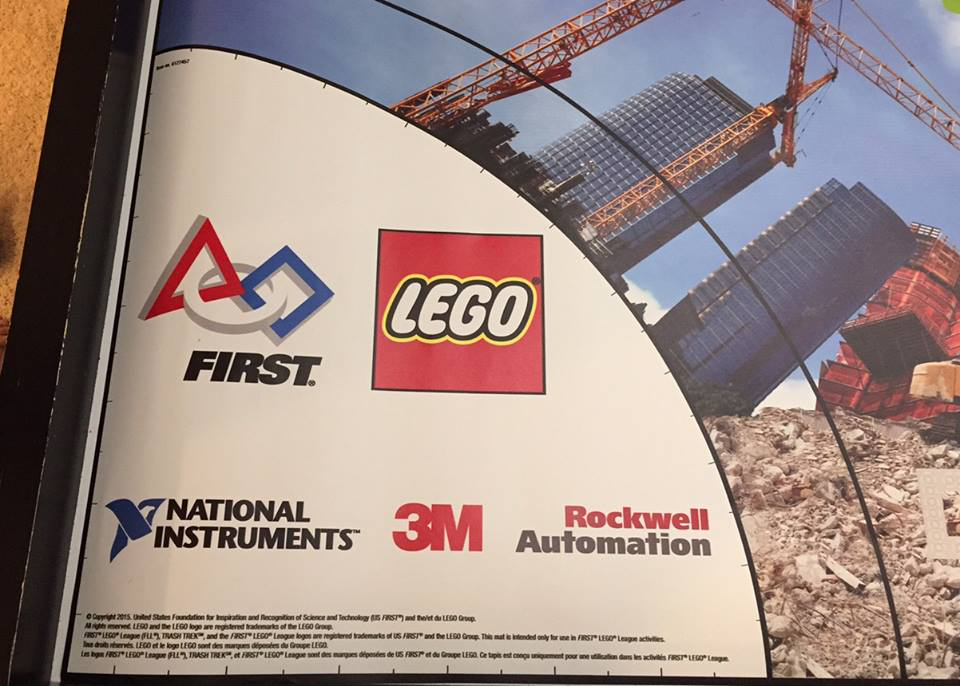 Item nr. 6127457
FIRST®
LEGO®
NATIONAL
INSTRUMENTS™
3M
Rockwell
Automation
© Copyright 2015. United States Foundation for Inspiration and Recognition of Science and Technology (US FIRST®) and the/et du LEGO Group.
All rights reserved. LEGO and the LEGO logo are registered trademarks of the LEGO Group.
FIRST® LEGO® League (FLL®), TRASH TREK℠, and the FIRST® LEGO® League logos are registered trademarks of US FIRST® and the LEGO Group. This mat is intended only for use in FIRST® LEGO® League activities.
Tous droits réservés. LEGO et le logo LEGO sont des marques déposées du Groupe LEGO.
Les logos FIRST® LEGO® League (FLL®), TRASH TREK℠, et FIRST® LEGO® League sont des marques déposées de US FIRST® et du Groupe LEGO. Ce tapis est conçu uniquement pour une utilisation dans les activités FIRST® LEGO® League.